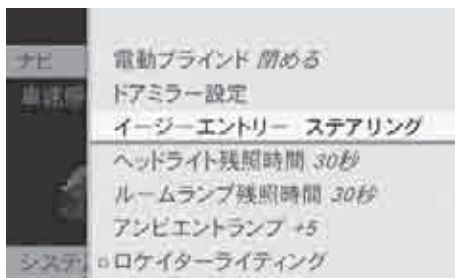 ナビ
電動ブラインド 閉める
ドアミラー設定
イージーエントリー ステアリング
ヘッドライト残照時間 30秒
ルームランプ残照時間 30秒
アンビエントランプ +5
システ
ロケイターライティング